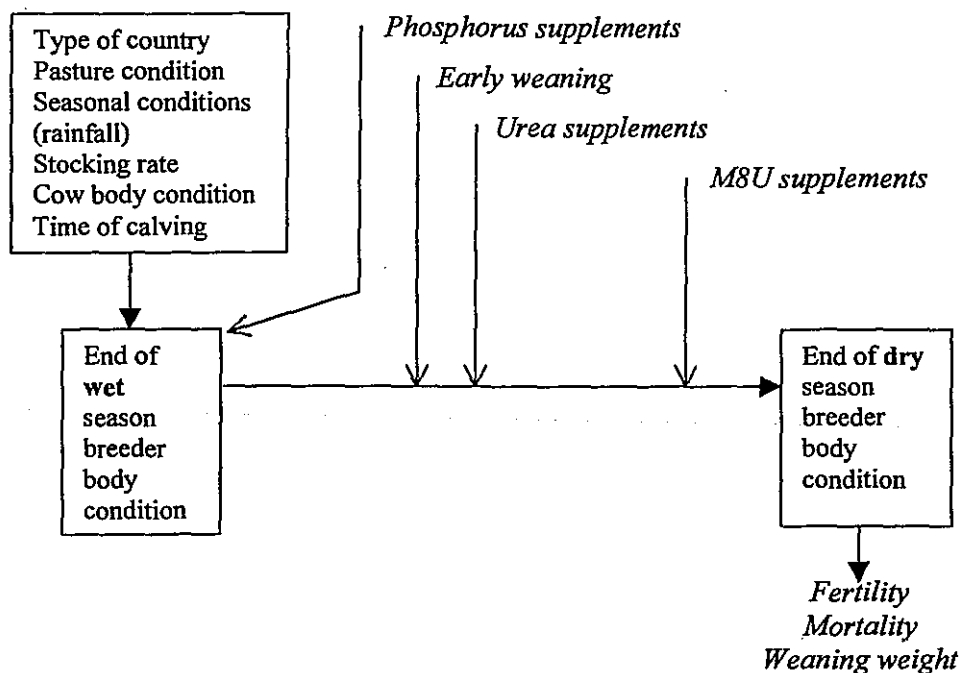 Type of country
Pasture condition
Seasonal conditions
(rainfall)
Stocking rate
Cow body condition
Time of calving
Phosphorus supplements
Early weaning
Urea supplements
M8U supplements
End of
wet
season
breeder
body
condition
End of dry
season
breeder
body
condition
Fertility
Mortality
Weaning weight